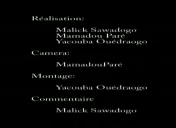 Réalisation:
Malick Sawadogo
Mamadou Paré
Yacouba Ouédraogo
Camera:
MamadouParé
Montage:
Yacouba Ouédraogo
Commentaire
Malick Sawadogo